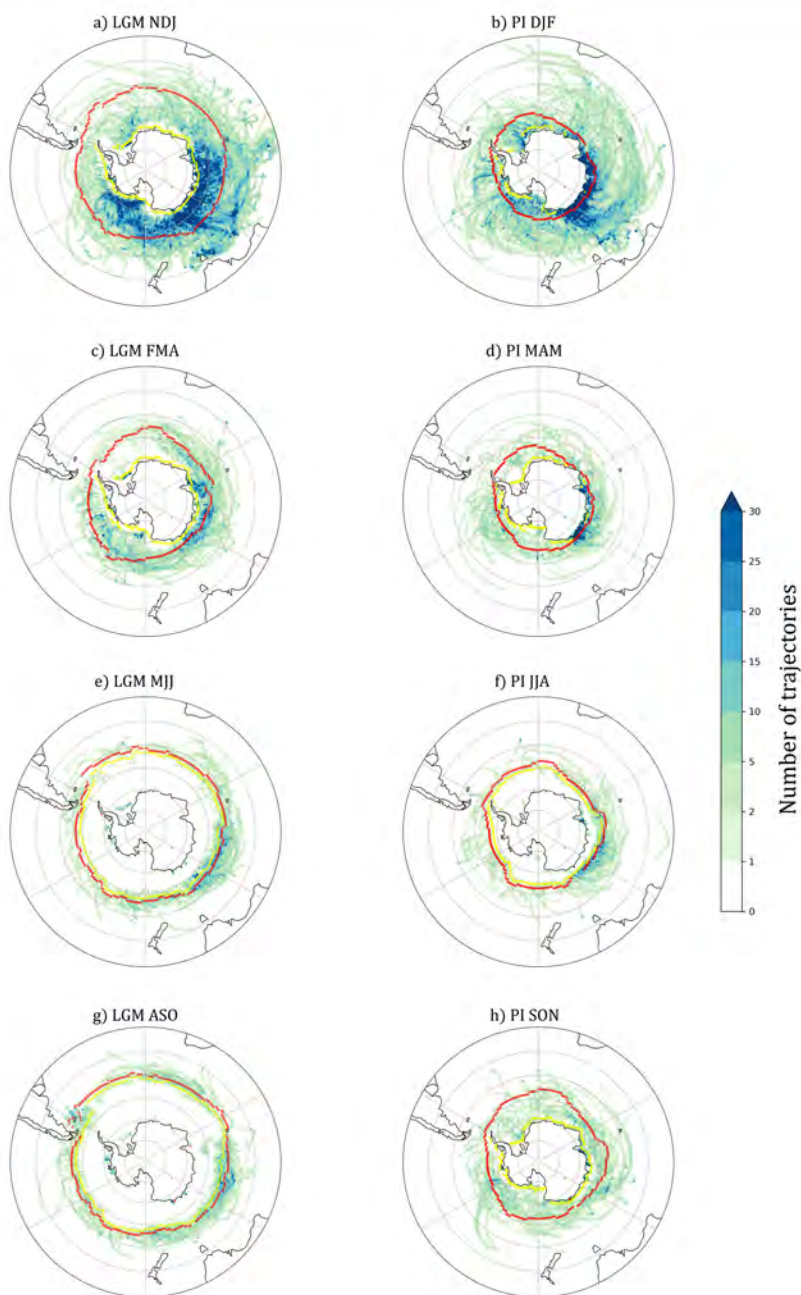 a) LGM NDJ
b) PI DJF
c) LGM FMA
d) PI MAM
e) LGM MJJ
f) PI JJA
g) LGM ASO
h) PI SON
30
25
20
15
10
5
2
1
0
Number of trajectories